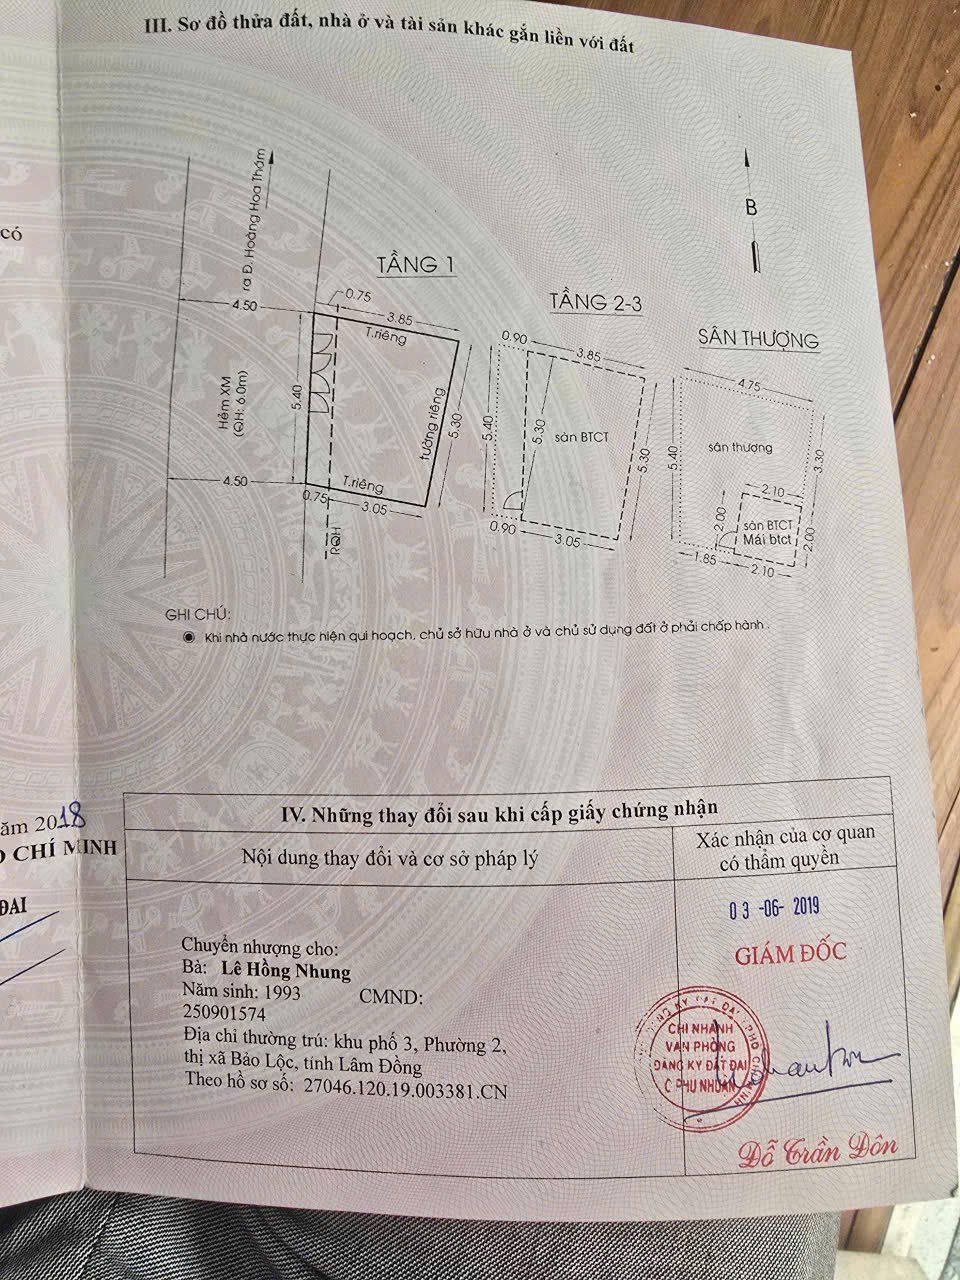 III. Sơ đồ thửa đất, nhà ở và tài sản khác gắn liền với đất
có
ra Đ. Hoàng Hoa Thám
B
TẦNG 1
0.75
4.50
3.85
T.riêng
Hẻm XM
(QH: 6.0m)
5.40
tường riêng
5.30
4.50
T.riêng
0.75
3.05
RQH
TẦNG 2-3
0.90
3.85
5.40
5.30
sàn BTCT
5.30
0.90
3.05
SÂN THƯỢNG
4.75
sân thượng
5.40
3.30
2.10
2.00
sàn BTCT
Mái btct
2.00
1.85
2.10
GHI CHÚ:
Khi nhà nước thực hiện qui hoạch, chủ sở hữu nhà ở và chủ sử dụng đất ở phải chấp hành.
ăm 2018
CHÍ MINH
ĐAI
IV. Những thay đổi sau khi cấp giấy chứng nhận
Nội dung thay đổi và cơ sở pháp lý
Xác nhận của cơ quan
có thẩm quyền
03-06-2019
GIÁM ĐỐC
Chuyển nhượng cho:
Bà: Lê Hồng Nhung
Năm sinh: 1993 CMND:
250901574
Địa chỉ thường trú: khu phố 3, Phường 2,
thị xã Bảo Lộc, tỉnh Lâm Đồng
Theo hồ sơ số: 27046.120.19.003381.CN
CHI NHÁNH
VĂN PHÒNG
ĐĂNG KÝ ĐẤT ĐAI
PHÚ NHUẬN
Đỗ Trần Đôn